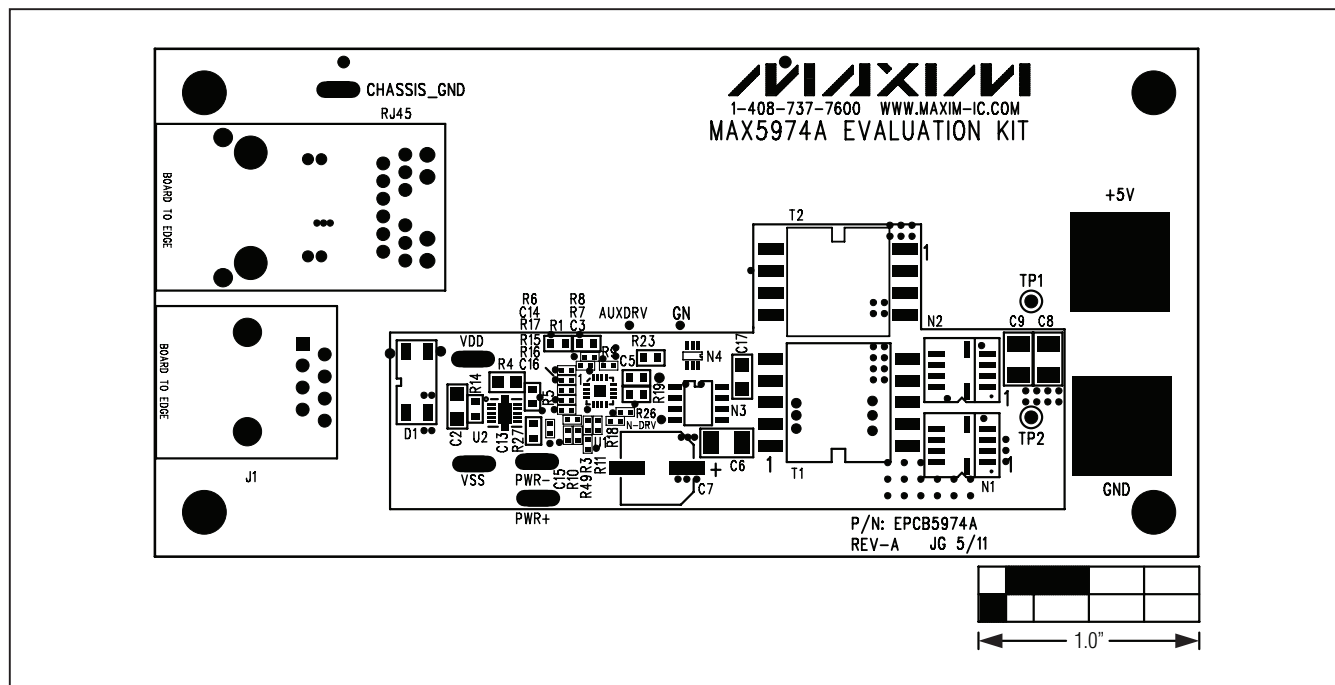 CHASSIS_GND
RJ45
MAXIM
1-408-737-7600 WWW.MAXIM-IC.COM
MAX5974A EVALUATION KIT
BOARD TO EDGE
+5V
T2
1
TP1
R6
C14
R17
R15
R16
C16
R8
R7
C3
R1
AUXDRV
GN
R23
N4
C17
N2
C9
C8
VDD
R4
R14
C5
R19
1
BOARD TO EDGE
R5
R26
N-DRV
N3
1
D1
C2
U2
C13
R27
R18
TP2
J1
VSS
PWR-
PWR+
C15
R10
R49
R3
R11
+
C7
C6
1
T1
1
N1
GND
P/N: EPCB5974A
REV-A JG 5/11
1.0"